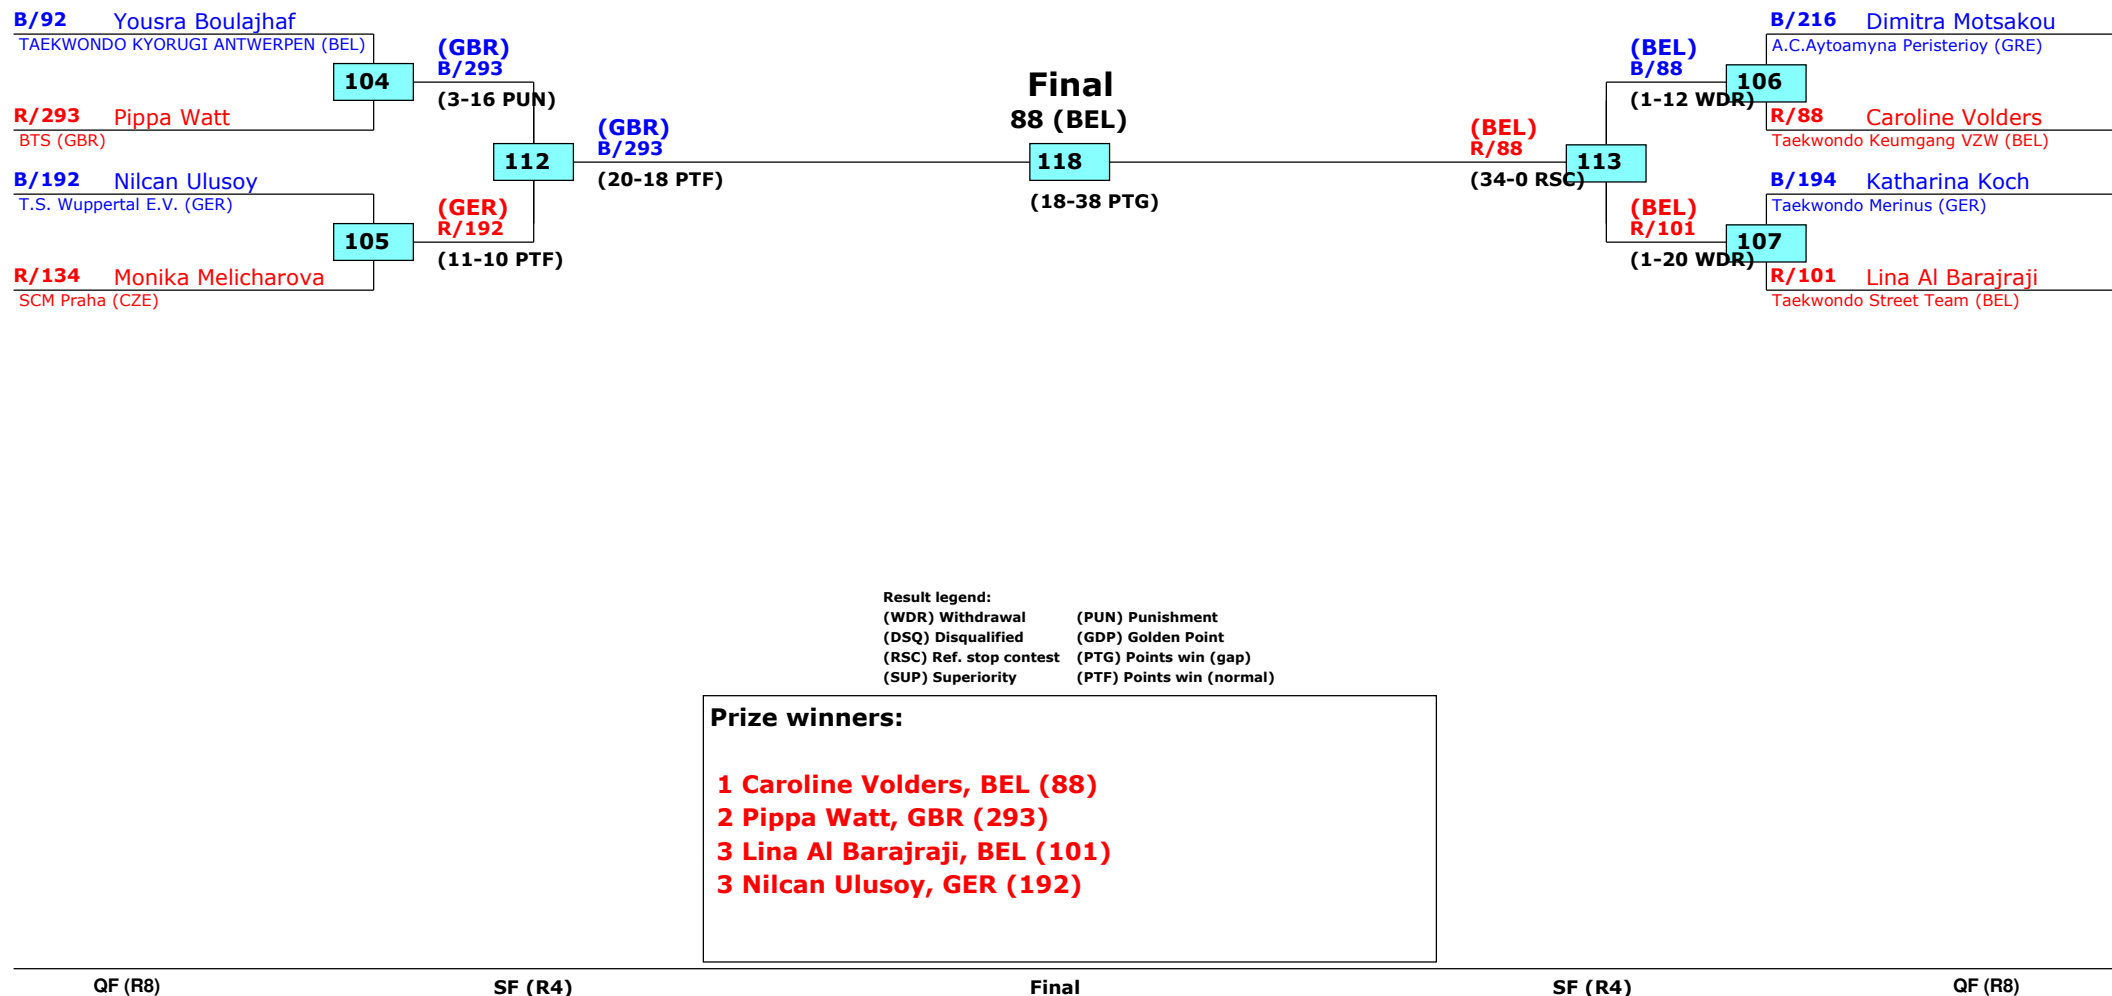 B/92 Yousra Boulajhaf
TAEKWONDO KYORUGI ANTWERPEN (BEL)
104
R/293 Pippa Watt
BTS (GBR)
B/192 Nilcan Ulusoy
T.S. Wuppertal E.V. (GER)
105
R/134 Monika Melicharova
SCM Praha (CZE)
(GBR)
B/293
(3-16 PUN)
112
(GER)
R/192
(11-10 PTF)
(GBR)
B/293
(20-18 PTF)
Final
88 (BEL)
118
(18-38 PTG)
(BEL)
R/88
(34-0 RSC)
113
(BEL)
B/88
(1-12 WDR)
(BEL)
R/101
(1-20 WDR)
B/216 Dimitra Motsakou
A.C.Aytoamyna Peristerioy (GRE)
106
R/88 Caroline Volders
Taekwondo Keumgang VZW (BEL)
B/194 Katharina Koch
Taekwondo Merinus (GER)
107
R/101 Lina Al Barajraji
Taekwondo Street Team (BEL)
Result legend:
(WDR) Withdrawal (PUN) Punishment
(DSQ) Disqualified (GDP) Golden Point
(RSC) Ref. stop contest (PTG) Points win (gap)
(SUP) Superiority (PTF) Points win (normal)
Prize winners:
1 Caroline Volders, BEL (88)
2 Pippa Watt, GBR (293)
3 Lina Al Barajraji, BEL (101)
3 Nilcan Ulusoy, GER (192)
QF (R8) SF (R4) Final SF (R4) QF (R8)